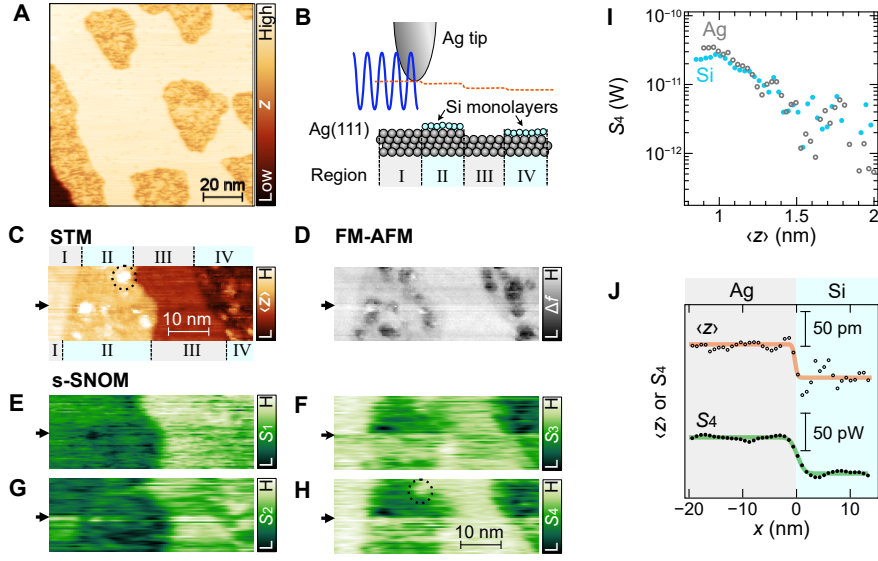 A
High
z
Low
20 nm
B
Ag tip
Si monolayers
Ag(111)
Region
I
II
III
IV
C STM
I
II
III
IV
H
⟨z⟩
L
10 nm
I
II
III
IV
D FM-AFM
H
Δf
L
s-SNOM
E
H
S1
L
F
H
S3
L
G
H
S2
L
H
H
S4
L
10 nm
I
10⁻¹⁰
10⁻¹¹
10⁻¹²
S4 (W)
Ag
Si
1
1.5
2
⟨z⟩ (nm)
J
Ag
Si
⟨z⟩
50 pm
S4
50 pW
⟨z⟩ or S4
−20
−10
0
10
x (nm)